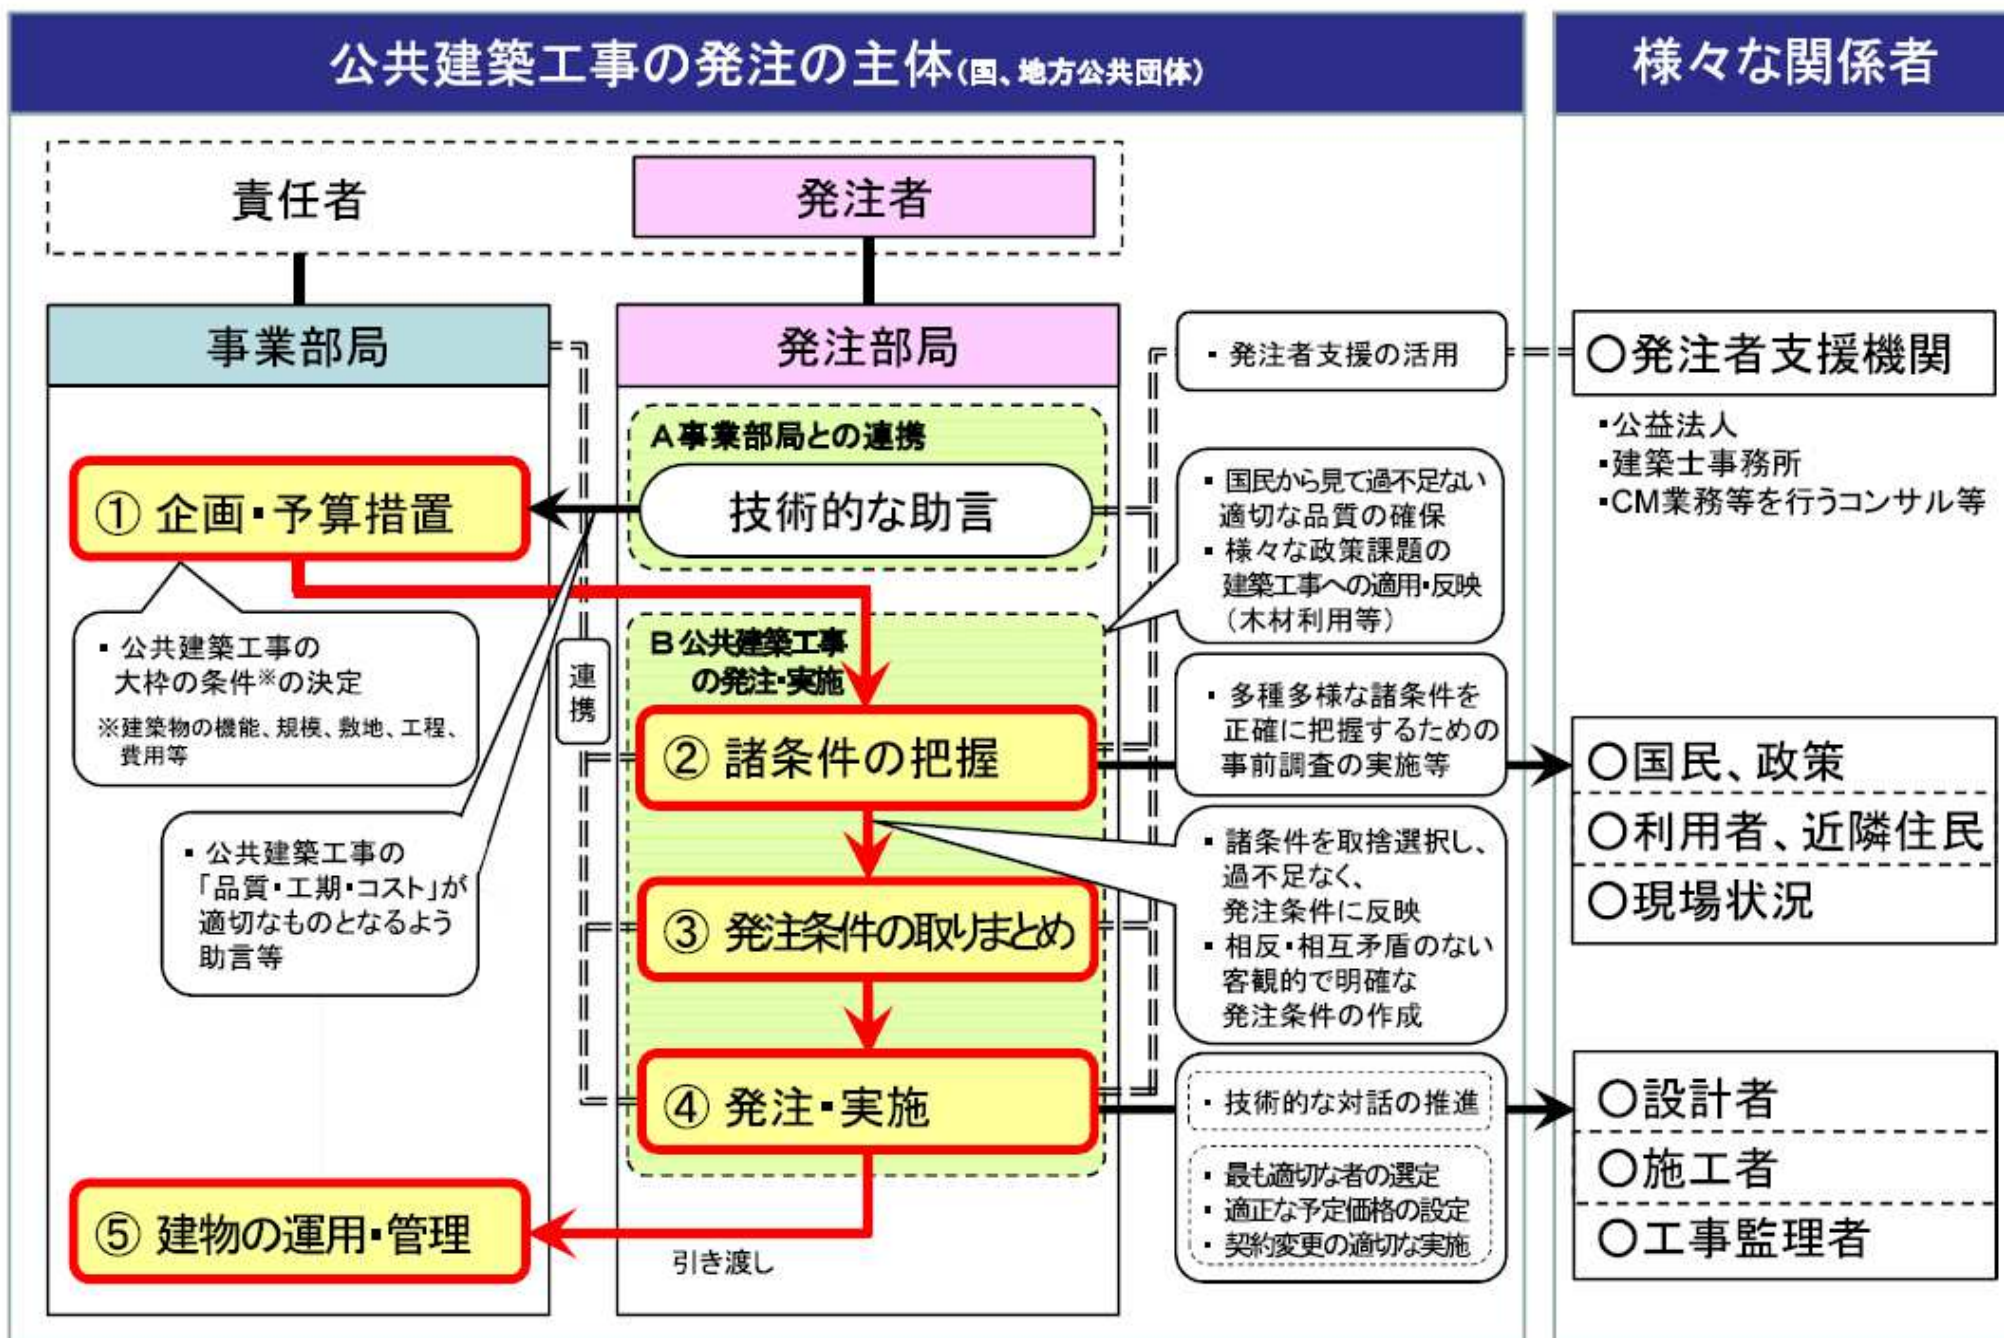 公共建築工事の発注の主体(国、地方公共団体)
様々な関係者
責任者
発注者
事業部局
発注部局
A 事業部局との連携
技術的な助言
① 企画・予算措置
▪ 公共建築工事の
大枠の条件※の決定
※建築物の機能、規模、敷地、工程、
費用等
▪ 公共建築工事の
「品質・工期・コスト」が
適切なものとなるよう
助言等
連
携
B 公共建築工事
の発注・実施
② 諸条件の把握
③ 発注条件の取りまとめ
④ 発注・実施
⑤ 建物の運用・管理
引き渡し
▪ 発注者支援の活用
▪ 国民から見て過不足ない
適切な品質の確保
▪ 様々な政策課題の
建築工事への適用・反映
(木材利用等)
▪ 多種多様な諸条件を
正確に把握するための
事前調査の実施等
▪ 諸条件を取捨選択し、
過不足なく、
発注条件に反映
▪ 相反・相互矛盾のない
客観的で明確な
発注条件の作成
▪ 技術的な対話の推進
▪ 最も適切な者の選定
▪ 適正な予定価格の設定
▪ 契約変更の適切な実施
○発注者支援機関
▪公益法人
▪建築士事務所
▪CM業務等を行うコンサル等
○国民、政策
○利用者、近隣住民
○現場状況
○設計者
○施工者
○工事監理者